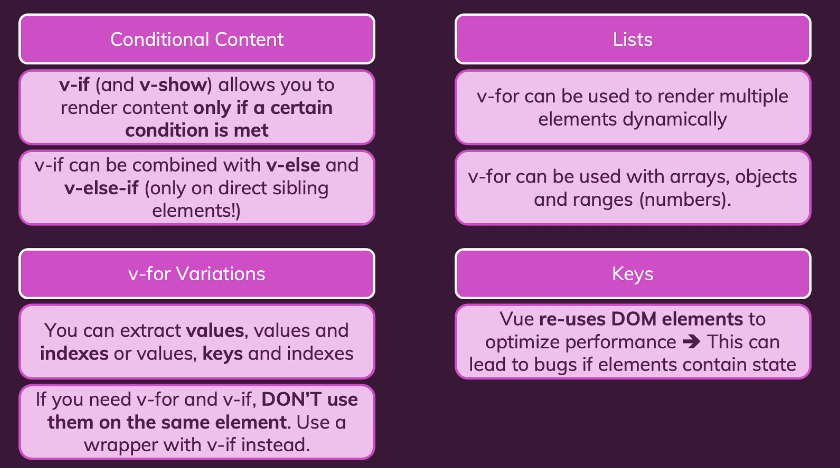 Conditional Content
v-if (and v-show) allows you to
render content only if a certain
condition is met
v-if can be combined with v-else and
v-else-if (only on direct sibling
elements!)
Lists
v-for can be used to render multiple
elements dynamically
v-for can be used with arrays, objects
and ranges (numbers).
v-for Variations
You can extract values, values and
indexes or values, keys and indexes
If you need v-for and v-if, DON’T use
them on the same element. Use a
wrapper with v-if instead.
Keys
Vue re-uses DOM elements to
optimize performance ➔ This can
lead to bugs if elements contain state